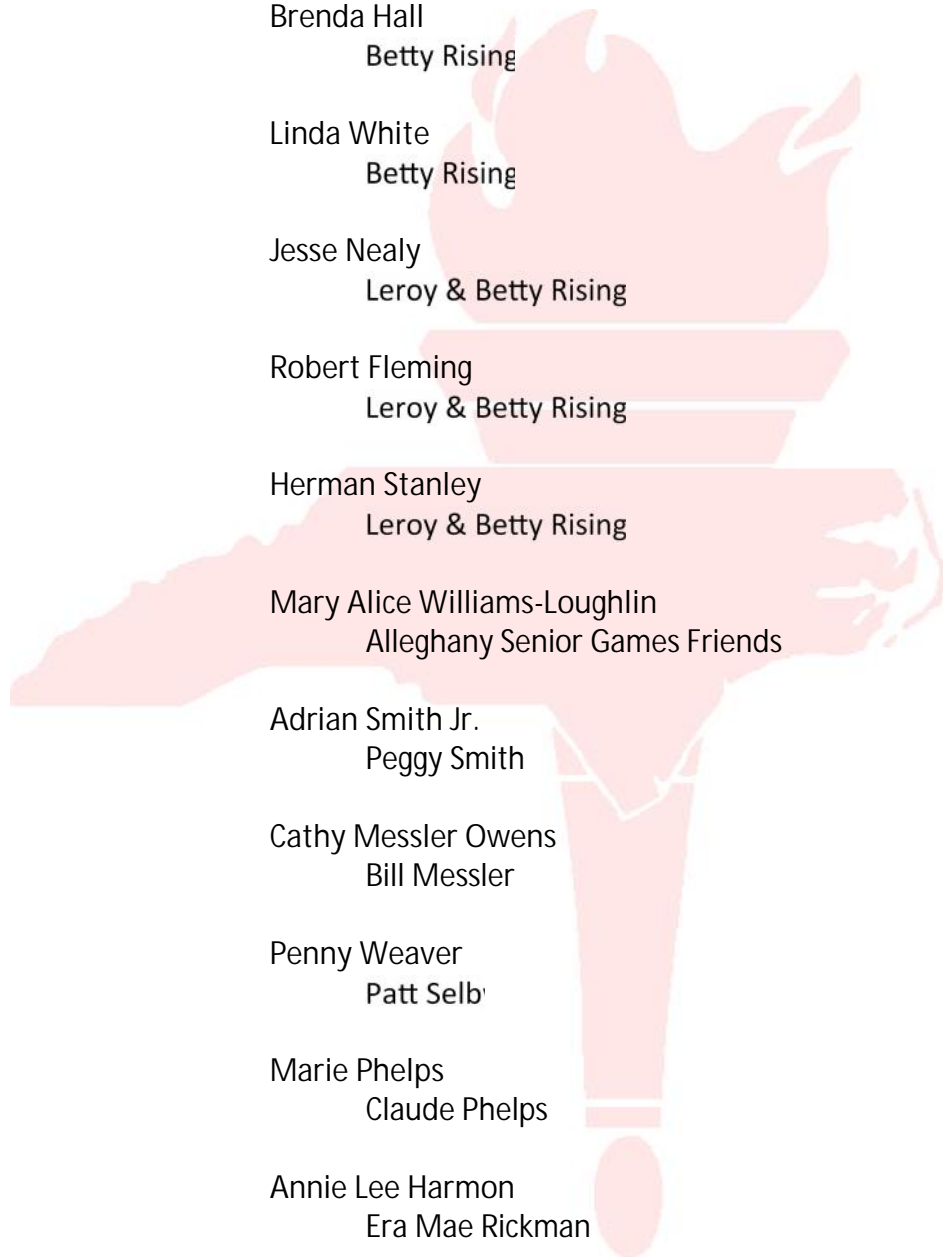 Brenda Hall
Betty Rising
Linda White
Betty Rising
Jesse Nealy
Leroy & Betty Rising
Robert Fleming
Leroy & Betty Rising
Herman Stanley
Leroy & Betty Rising
Mary Alice Williams-Loughlin
Alleghany Senior Games Friends
Adrian Smith Jr.
Peggy Smith
Cathy Messler Owens
Bill Messler
Penny Weaver
Patt
Marie Phelps
Claude Phelps
Annie Lee Harmon
Era Mae Rickman